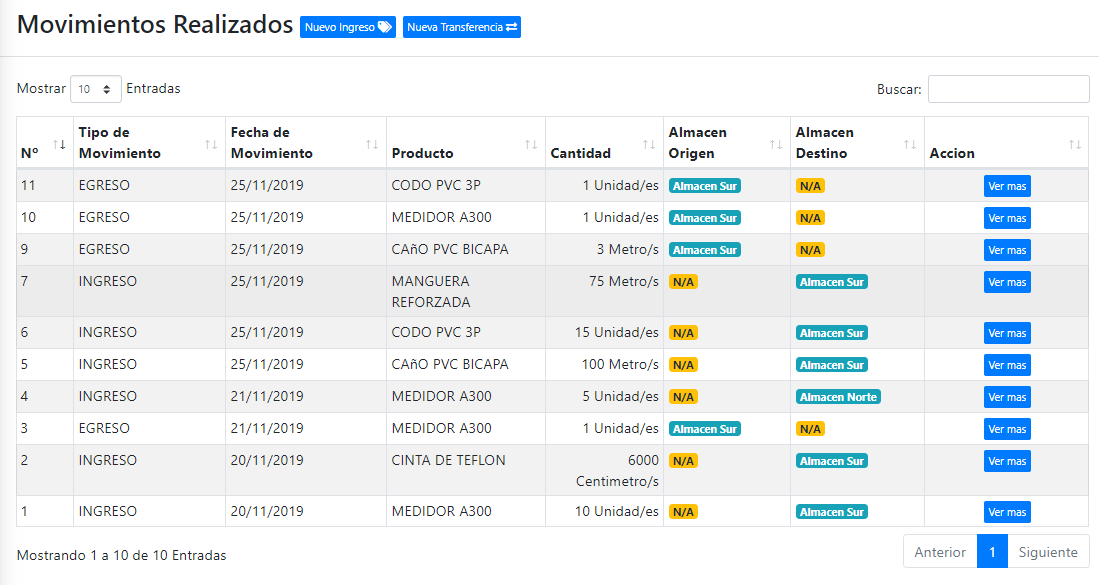 Movimientos Realizados Nuevo Ingreso Nueva Transferencia
Mostrar 10 Entradas Buscar:
Nº Tipo de Movimiento Fecha de Movimiento Producto Cantidad Almacen Origen Almacen Destino Accion
11 EGRESO 25/11/2019 CODO PVC 3P 1 Unidad/es Almacen Sur N/A Ver mas
10 EGRESO 25/11/2019 MEDIDOR A300 1 Unidad/es Almacen Sur N/A Ver mas
9 EGRESO 25/11/2019 CAñO PVC BICAPA 3 Metro/s Almacen Sur N/A Ver mas
7 INGRESO 25/11/2019 MANGUERA REFORZADA 75 Metro/s N/A Almacen Sur Ver mas
6 INGRESO 25/11/2019 CODO PVC 3P 15 Unidad/es N/A Almacen Sur Ver mas
5 INGRESO 25/11/2019 CAñO PVC BICAPA 100 Metro/s N/A Almacen Sur Ver mas
4 INGRESO 21/11/2019 MEDIDOR A300 5 Unidad/es N/A Almacen Norte Ver mas
3 EGRESO 21/11/2019 MEDIDOR A300 1 Unidad/es Almacen Sur N/A Ver mas
2 INGRESO 20/11/2019 CINTA DE TEFLON 6000 Centimetro/s N/A Almacen Sur Ver mas
1 INGRESO 20/11/2019 MEDIDOR A300 10 Unidad/es N/A Almacen Sur Ver mas
Mostrando 1 a 10 de 10 Entradas Anterior 1 Siguiente